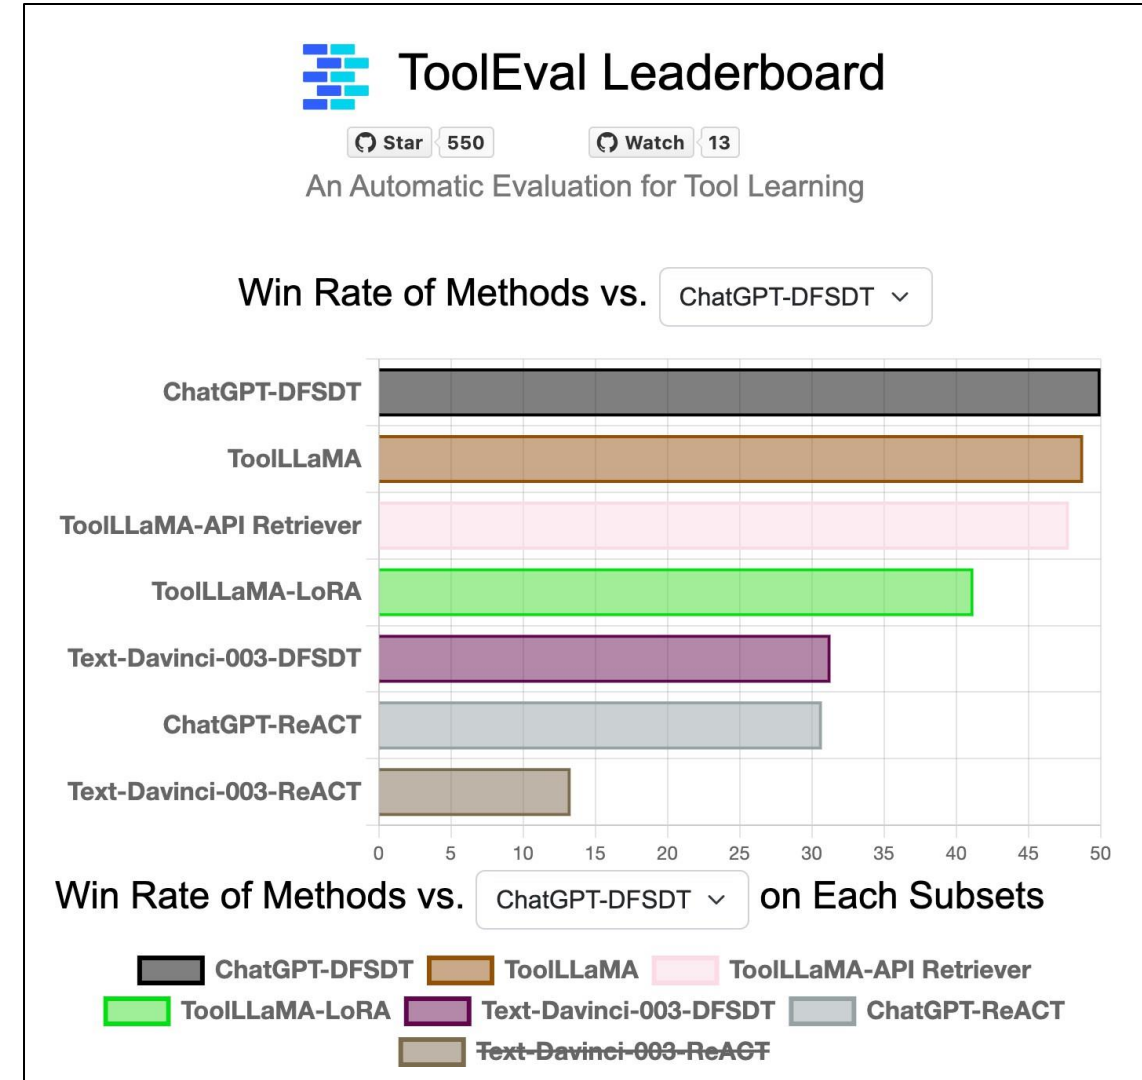 ToolEval Leaderboard
Star 550 Watch 13
An Automatic Evaluation for Tool Learning
Win Rate of Methods vs. ChatGPT-DFSDT
ChatGPT-DFSDT
ToolLLaMA
ToolLLaMA-API Retriever
ToolLLaMA-LoRA
Text-Davinci-003-DFSDT
ChatGPT-ReACT
Text-Davinci-003-ReACT
0 5 10 15 20 25 30 35 40 45 50
Win Rate of Methods vs. ChatGPT-DFSDT on Each Subsets
ChatGPT-DFSDT ToolLLaMA ToolLLaMA-API Retriever
ToolLLaMA-LoRA Text-Davinci-003-DFSDT ChatGPT-ReACT
Text-Davinci-003-ReACT